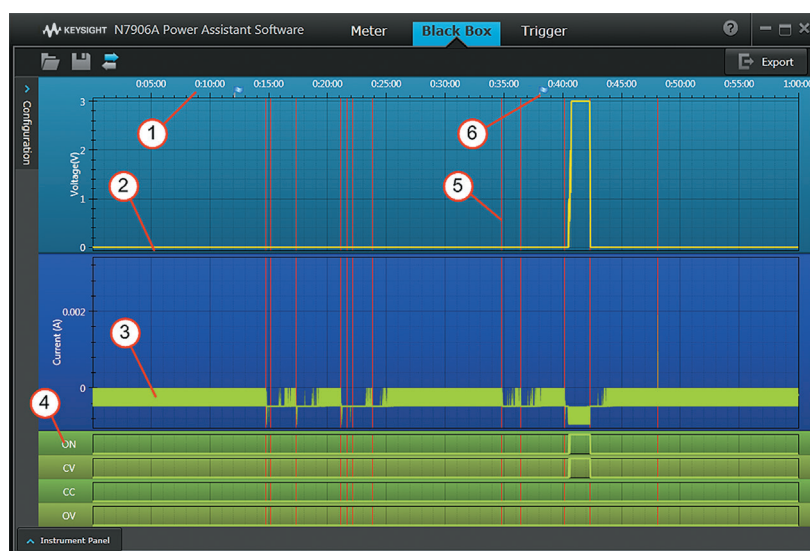 KEYSIGHT N7906A Power Assistant Software Meter Black Box Trigger ?
Export
0:05:00 0:10:00 0:15:00 0:20:00 0:25:00 0:30:00 0:35:00 0:40:00 0:45:00 0:50:00 0:55:00 1:00:00
Configuration
1
6
3
2
1
0
Voltage(V)
2
5
0.002
0
Current (A)
3
4
ON
CV
CC
OV
Instrument Panel